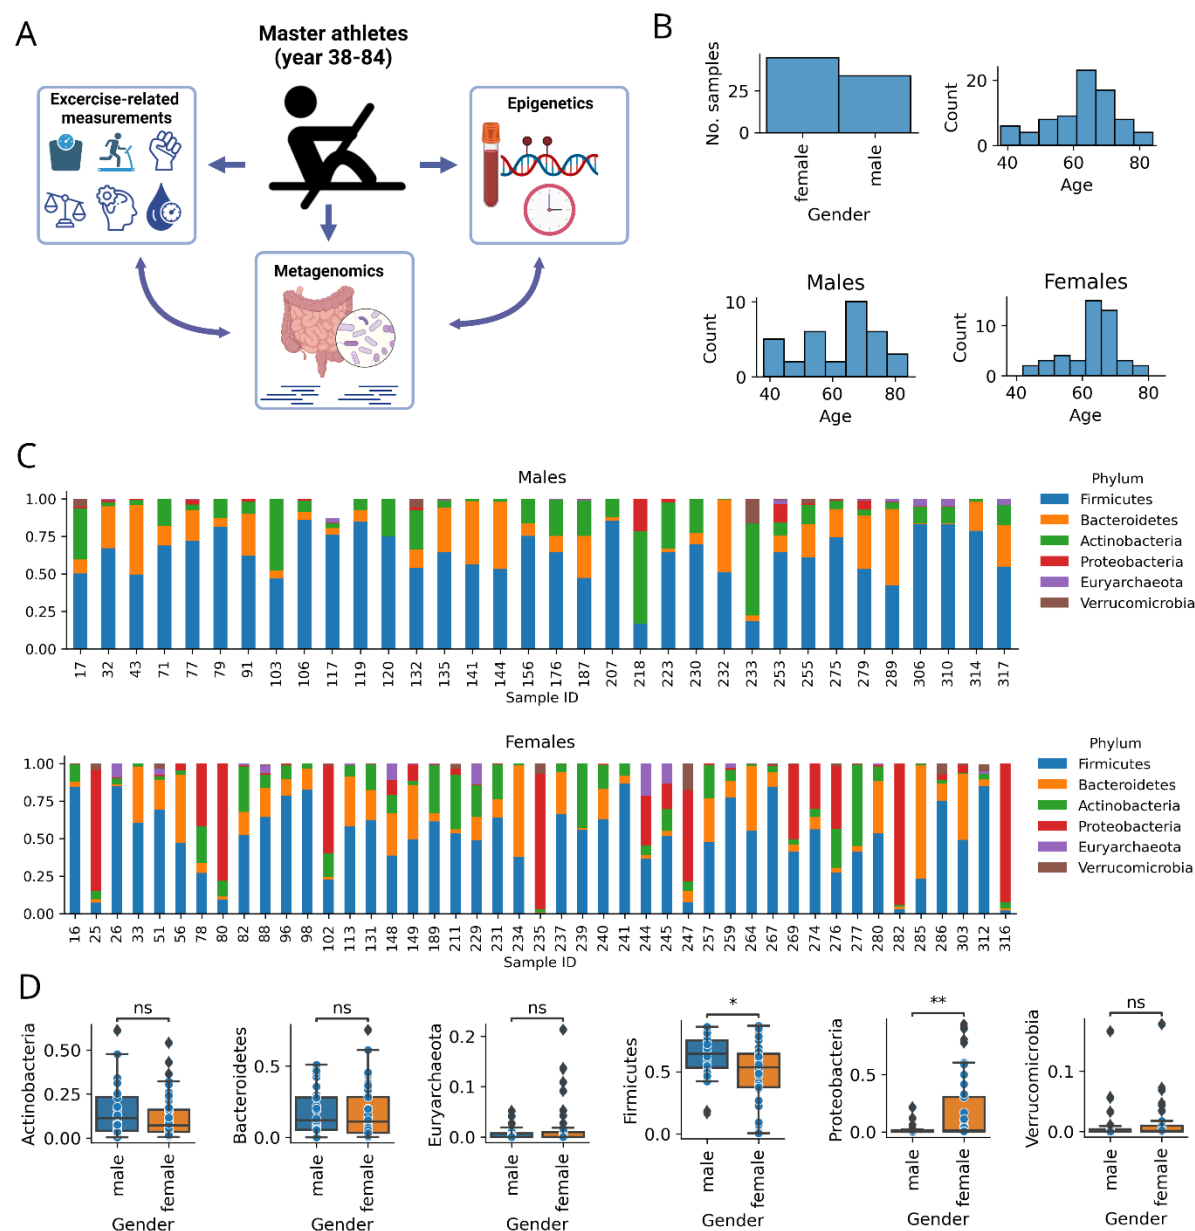 A
Master athletes
(year 38-84)
Excercise-related
measurements
Epigenetics
Metagenomics
B
No. samples
25
0
female
male
Gender
Count
20
0
40
60
80
Age
Males
Count
10
0
40
60
80
Age
Females
Count
10
0
40
60
80
Age
C
Males
1.00
0.75
0.50
0.25
0.00
17 32 43 71 77 79 91 103 106 117 119 120 132 135 141 144 156 176 187 207 218 223 230 232 233 253 255 275 279 289 306 310 314 317
Sample ID
Phylum
Firmicutes
Bacteroidetes
Actinobacteria
Proteobacteria
Euryarchaeota
Verrucomicrobia
Females
1.00
0.75
0.50
0.25
0.00
16 25 26 33 51 56 78 80 82 88 96 98 102 113 131 148 149 189 211 229 231 234 235 237 239 240 241 244 245 247 257 259 264 267 269 274 276 277 280 282 285 286 303 312 316
Sample ID
Phylum
Firmicutes
Bacteroidetes
Actinobacteria
Proteobacteria
Euryarchaeota
Verrucomicrobia
D
Actinobacteria
0.50
0.25
0.00
ns
male
female
Gender
Bacteroidetes
0.5
0.0
ns
male
female
Gender
Euryarchaeota
0.2
0.1
0.0
ns
male
female
Gender
Firmicutes
0.5
0.0
*
male
female
Gender
Proteobacteria
0.5
0.0
**
male
female
Gender
Verrucomicrobia
0.1
0.0
ns
male
female
Gender